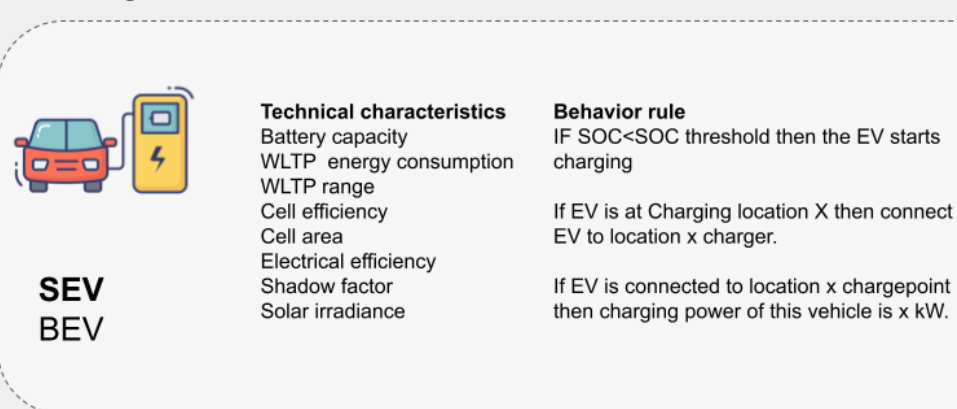 SEV
BEV
Technical characteristics
Battery capacity
WLTP energy consumption
WLTP range
Cell efficiency
Cell area
Electrical efficiency
Shadow factor
Solar irradiance
Behavior rule
IF SOC<SOC threshold then the EV starts
charging
If EV is at Charging location X then connect
EV to location x charger.
If EV is connected to location x chargepoint
then charging power of this vehicle is x kW.